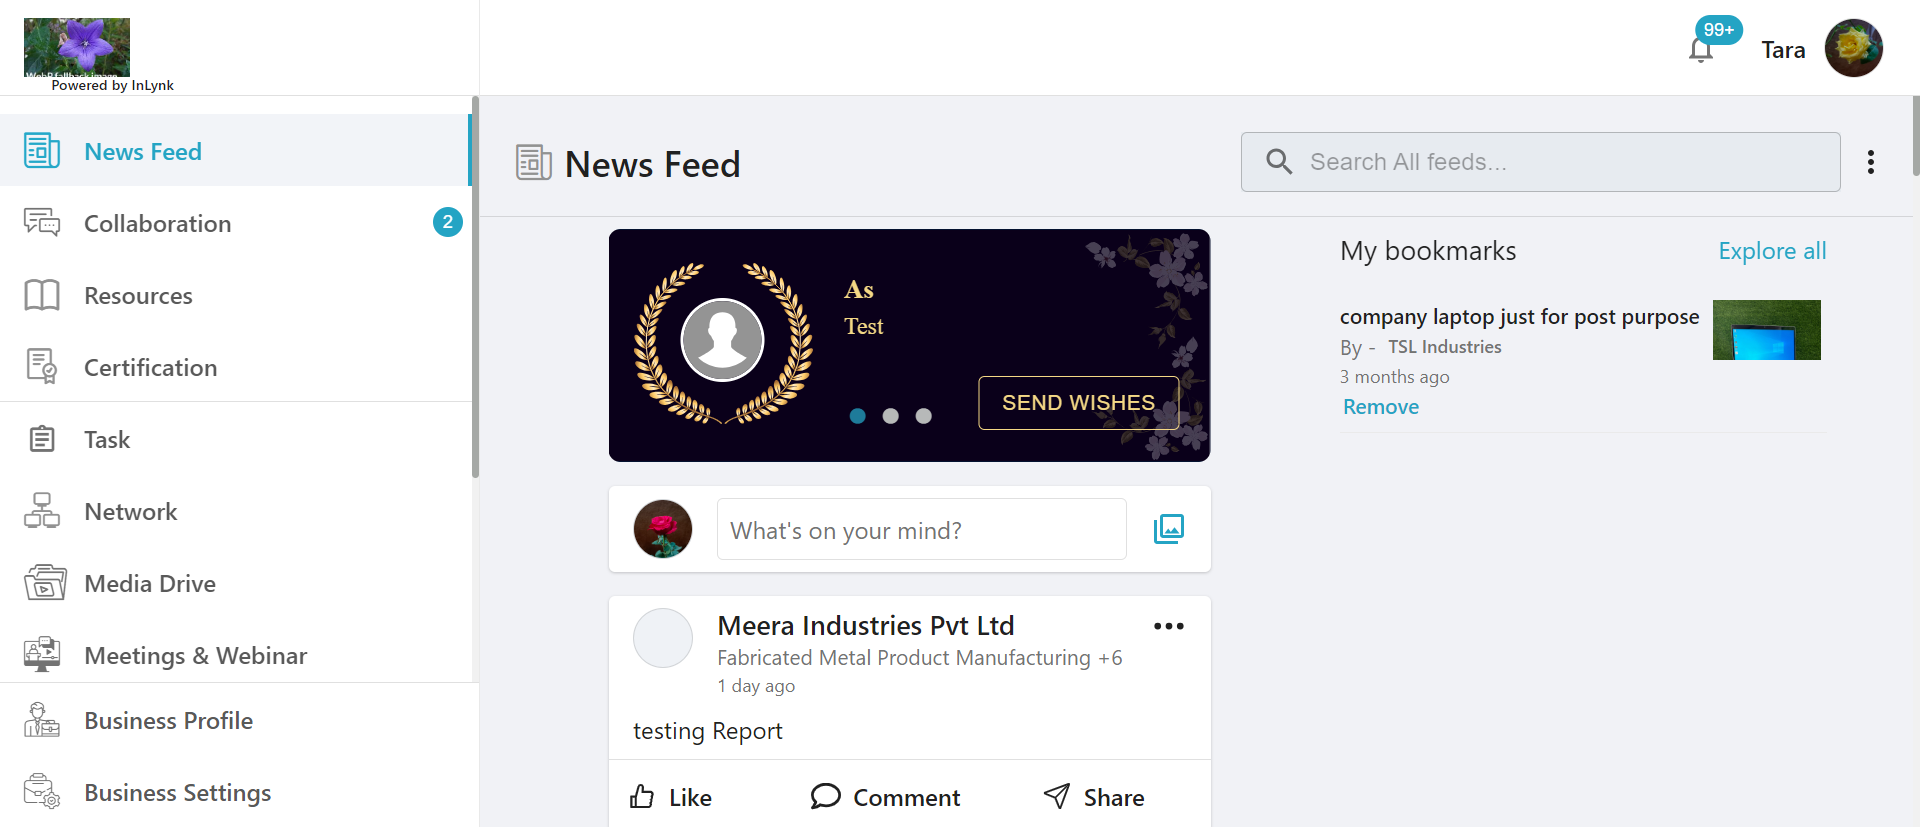 WebP fallback image
Powered by InLynk
99+
Tara
News Feed
Collaboration
2
Resources
Certification
Task
Network
Media Drive
Meetings & Webinar
Business Profile
Business Settings
News Feed
Search All feeds...
As
Test
SEND WISHES
What's on your mind?
Meera Industries Pvt Ltd
Fabricated Metal Product Manufacturing +6
1 day ago
testing Report
Like
Comment
Share
My bookmarks
Explore all
company laptop just for post purpose
By - TSL Industries
3 months ago
Remove